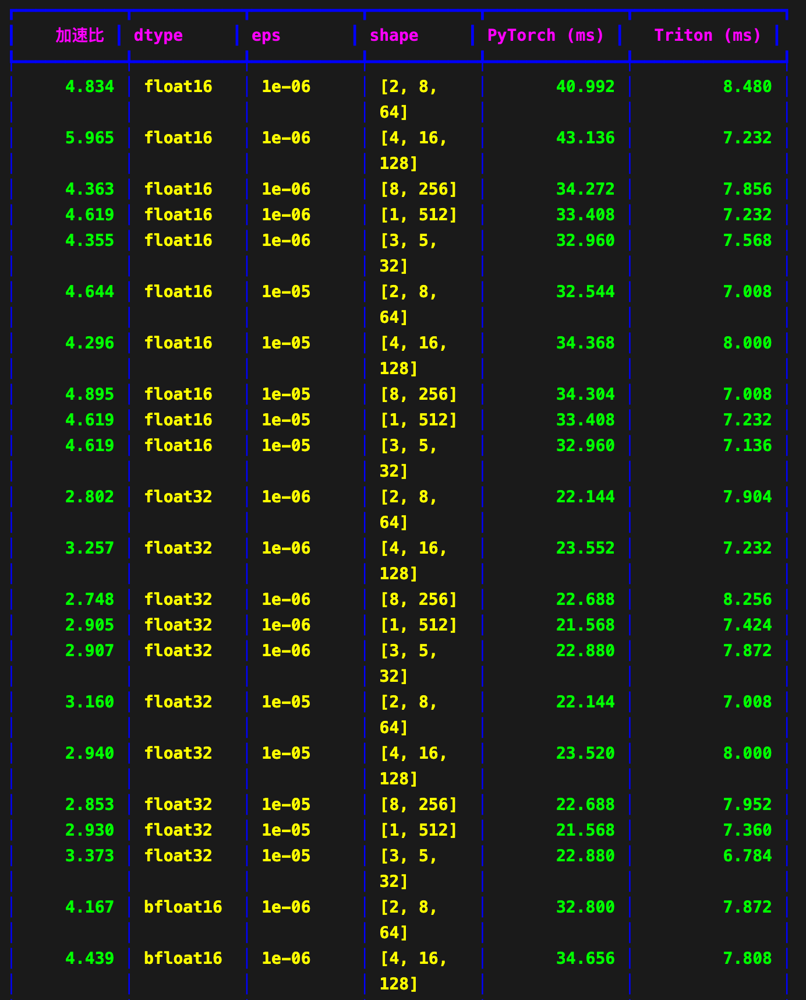 加速比 dtype eps shape PyTorch (ms) Triton (ms)
4.834 float16 1e-06 [2, 8, 40.992 8.480
64]
5.965 float16 1e-06 [4, 16, 43.136 7.232
128]
4.363 float16 1e-06 [8, 256] 34.272 7.856
4.619 float16 1e-06 [1, 512] 33.408 7.232
4.355 float16 1e-06 [3, 5, 32.960 7.568
32]
4.644 float16 1e-05 [2, 8, 32.544 7.008
64]
4.296 float16 1e-05 [4, 16, 34.368 8.000
128]
4.895 float16 1e-05 [8, 256] 34.304 7.008
4.619 float16 1e-05 [1, 512] 33.408 7.232
4.619 float16 1e-05 [3, 5, 32.960 7.136
32]
2.802 float32 1e-06 [2, 8, 22.144 7.904
64]
3.257 float32 1e-06 [4, 16, 23.552 7.232
128]
2.748 float32 1e-06 [8, 256] 22.688 8.256
2.905 float32 1e-06 [1, 512] 21.568 7.424
2.907 float32 1e-06 [3, 5, 22.880 7.872
32]
3.160 float32 1e-05 [2, 8, 22.144 7.008
64]
2.940 float32 1e-05 [4, 16, 23.520 8.000
128]
2.853 float32 1e-05 [8, 256] 22.688 7.952
2.930 float32 1e-05 [1, 512] 21.568 7.360
3.373 float32 1e-05 [3, 5, 22.880 6.784
32]
4.167 bfloat16 1e-06 [2, 8, 32.800 7.872
64]
4.439 bfloat16 1e-06 [4, 16, 34.656 7.808
128]